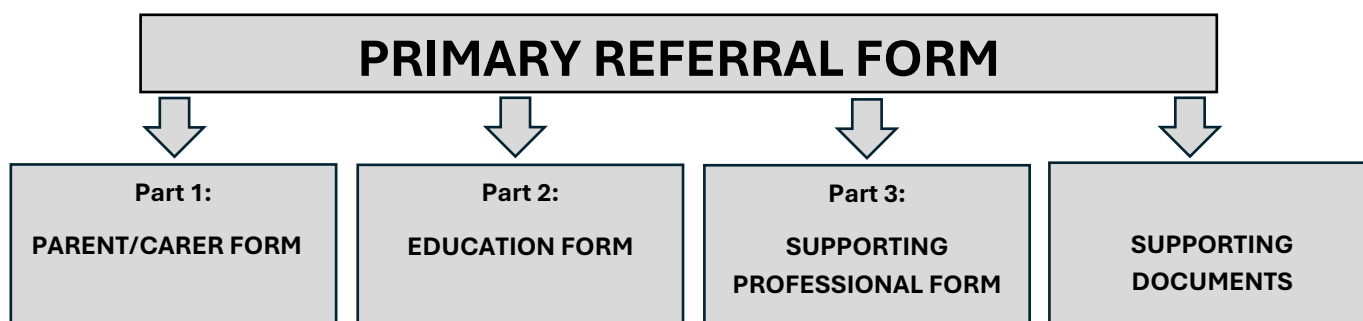 PRIMARY REFERRAL FORM
Part 1:
PARENT/CARER FORM
Part 2:
EDUCATION FORM
Part 3:
SUPPORTING
PROFESSIONAL FORM
SUPPORTING
DOCUMENTS